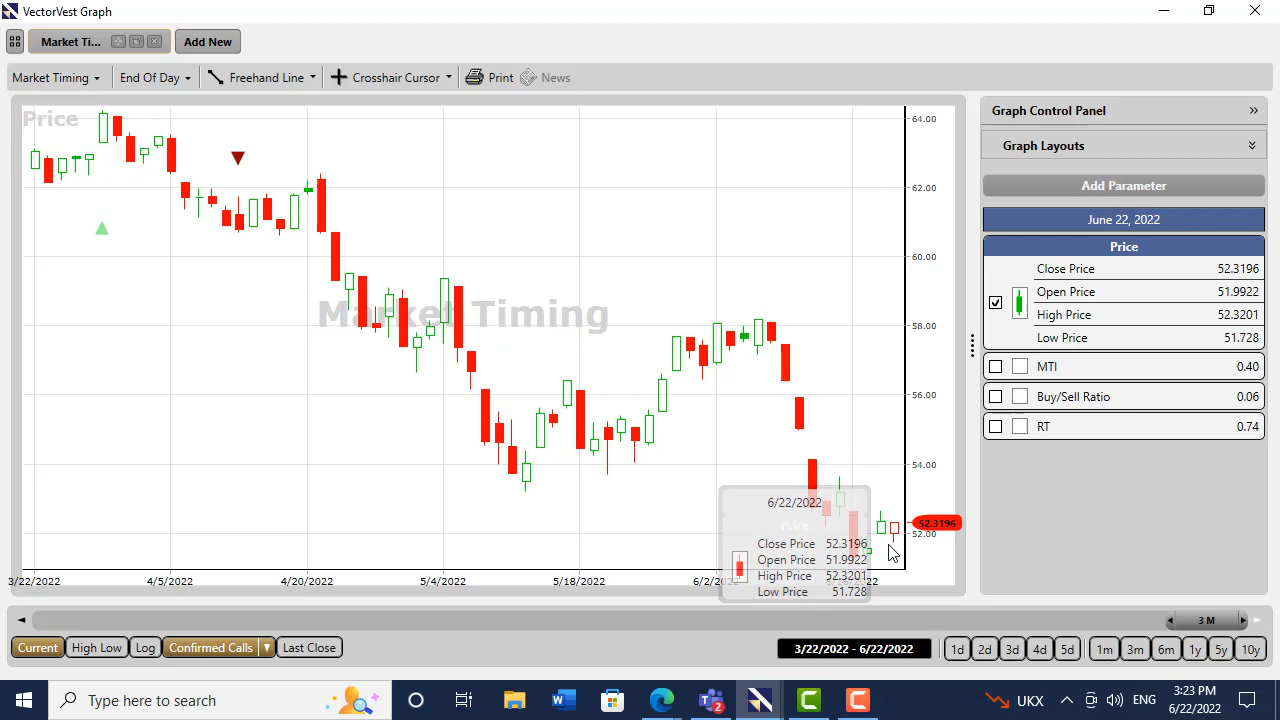 VectorVest Graph
Market Ti...
Add New
Market Timing
End Of Day
Freehand Line
Crosshair Cursor
Print
News
Price
Market Timing
64.00
62.00
60.00
58.00
56.00
54.00
52.3196
52.00
3/22/2022
4/5/2022
4/20/2022
5/4/2022
5/18/2022
6/2/2022
6/22/2022
Price
Close Price 52.3196
Open Price 51.9922
High Price 52.3201
Low Price 51.728
Graph Control Panel
Graph Layouts
Add Parameter
June 22, 2022
Price
Close Price 52.3196
Open Price 51.9922
High Price 52.3201
Low Price 51.728
MTI 0.40
Buy/Sell Ratio 0.06
RT 0.74
3 M
Current
High Low
Log
Confirmed Calls
Last Close
3/22/2022 - 6/22/2022
1d
2d
3d
4d
5d
1m
3m
6m
1y
5y
10y
Type here to search
2
UKX
ENG
3:23 PM
6/22/2022